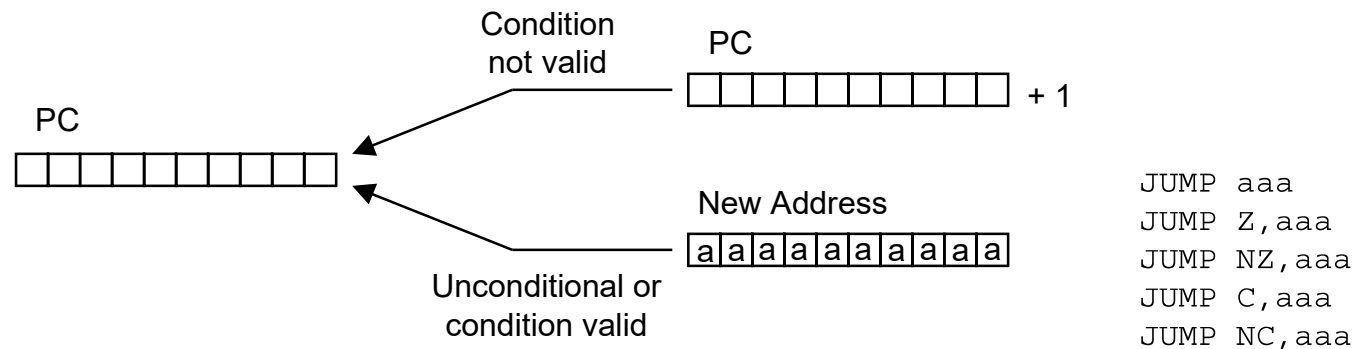 Condition
not valid
PC
PC
+ 1
New Address
aaaaaaaaaa
Unconditional or
condition valid
JUMP aaa
JUMP Z,aaa
JUMP NZ,aaa
JUMP C,aaa
JUMP NC,aaa